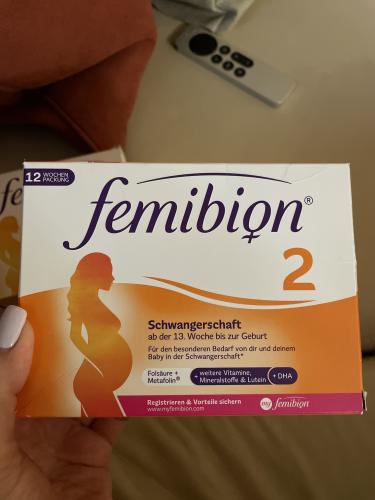 12 WOCHEN
PACKUNG
femibion®
2
Schwangerschaft
ab der 13. Woche bis zur Geburt
Für den besonderen Bedarf von dir und deinem
Baby in der Schwangerschaft*
Folsäure +
Metafolin®
+ weitere Vitamine,
Mineralstoffe & Lutein
+ DHA
Registrieren & Vorteile sichern
www.myfemibion.com
my femibion
fe